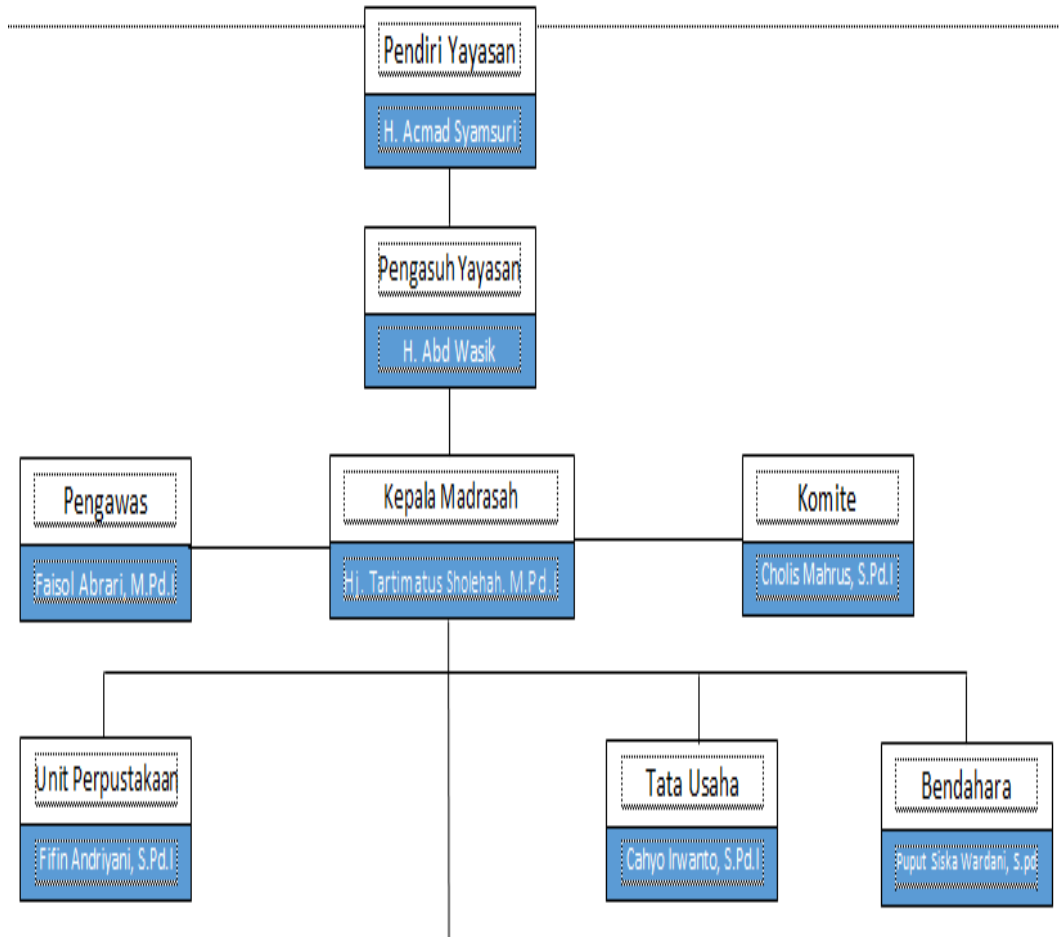 Pendiri Yayasan
H. Acmad Syamsuri
Pengasuh Yayasan
H. Abd Wasik
Pengawas
Faisol Abrari, M.Pd.I
Kepala Madrasah
Hj. Tartimatus Sholehah. M.Pd.I
Komite
Cholis Mahrus, S.Pd.I
Unit Perpustakaan
Fifin Andriyani, S.Pd.I
Tata Usaha
Cahyo Irwanto, S.Pd.I
Bendahara
Puput Siska Wardani, S.pd